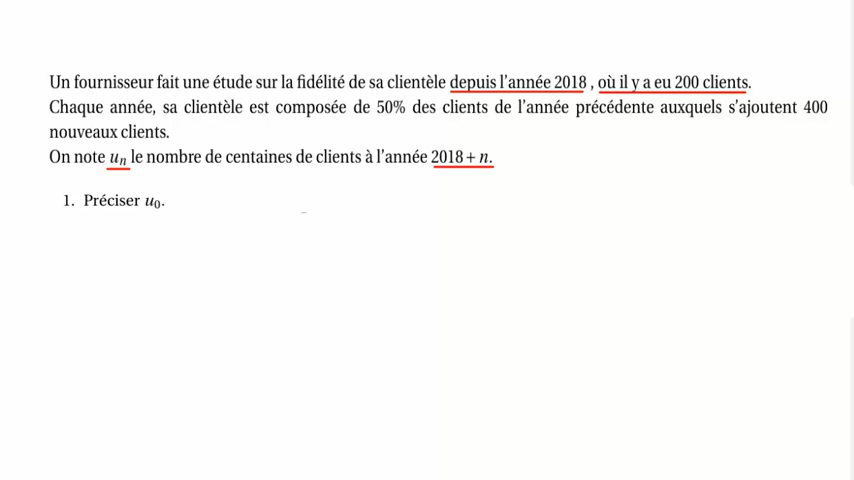 Un fournisseur fait une étude sur la fidélité de sa clientèle depuis l'année 2018 , où il y a eu 200 clients.
Chaque année, sa clientèle est composée de 50% des clients de l'année précédente auxquels s'ajoutent 400
nouveaux clients.
On note uₙ le nombre de centaines de clients à l'année 2018 + n.
1. Préciser u₀.